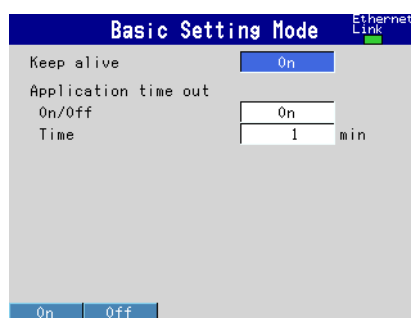 Basic Setting Mode
Ethernet
Link
Keep alive On
Application time out
On/Off On
Time 1 min
On Off